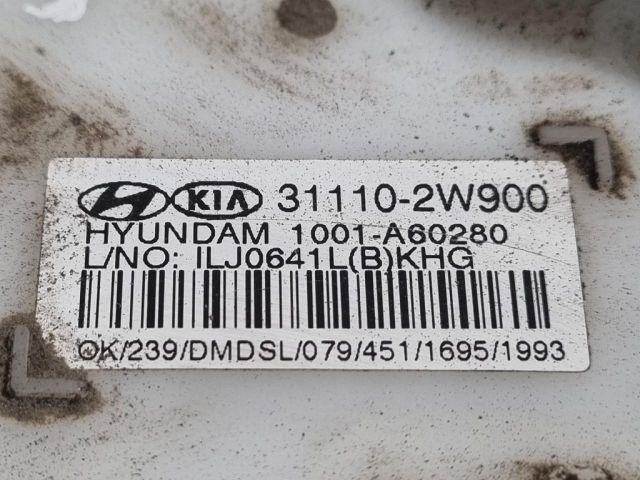 KIA 31110-2W900
HYUNDAM 1001-A60280
L/NO: ILJ0641L(B)KHG
OK/239/DMDSL/079/451/1695/1993